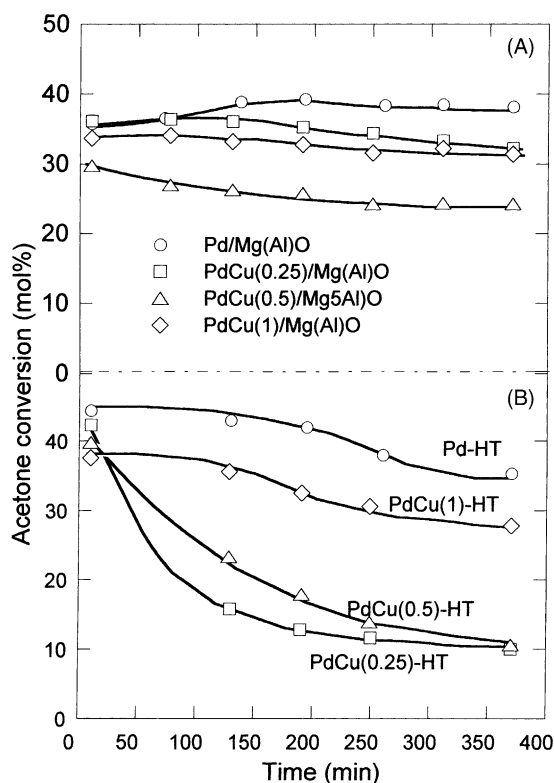 (A)
50
40
30
20
10
0
Pd/Mg(Al)O
PdCu(0.25)/Mg(Al)O
PdCu(0.5)/Mg5Al)O
PdCu(1)/Mg(Al)O
Acetone conversion (mol%)
(B)
40
30
20
10
0
Pd-HT
PdCu(1)-HT
PdCu(0.5)-HT
PdCu(0.25)-HT
0 50 100 150 200 250 300 350 400
Time (min)